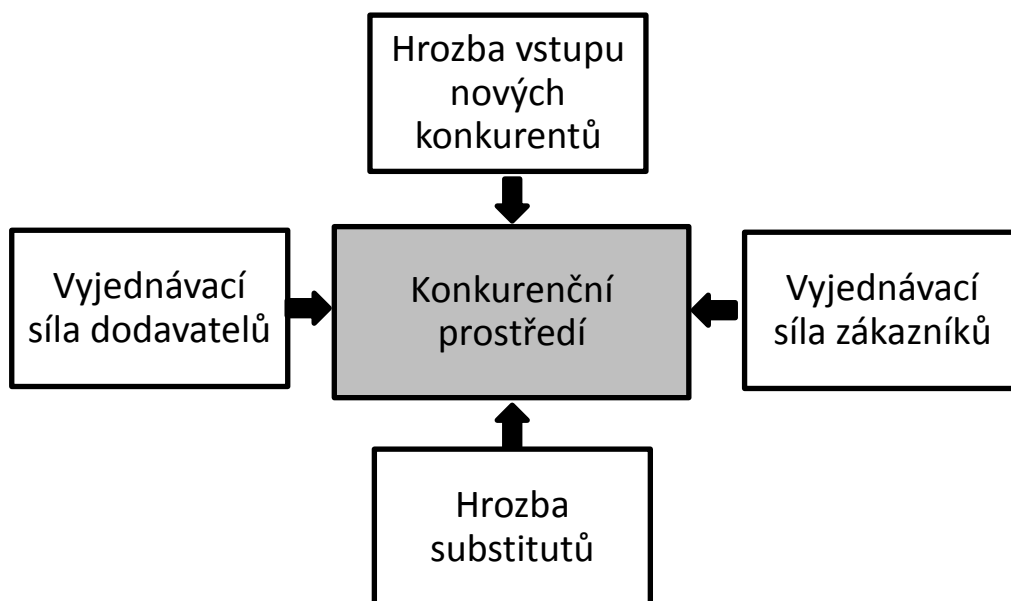 Hrozba vstupu
nových
konkurentů
Vyjednávací
síla dodavatelů
Konkurenční
prostředí
Vyjednávací
síla zákazníků
Hrozba
substitutů